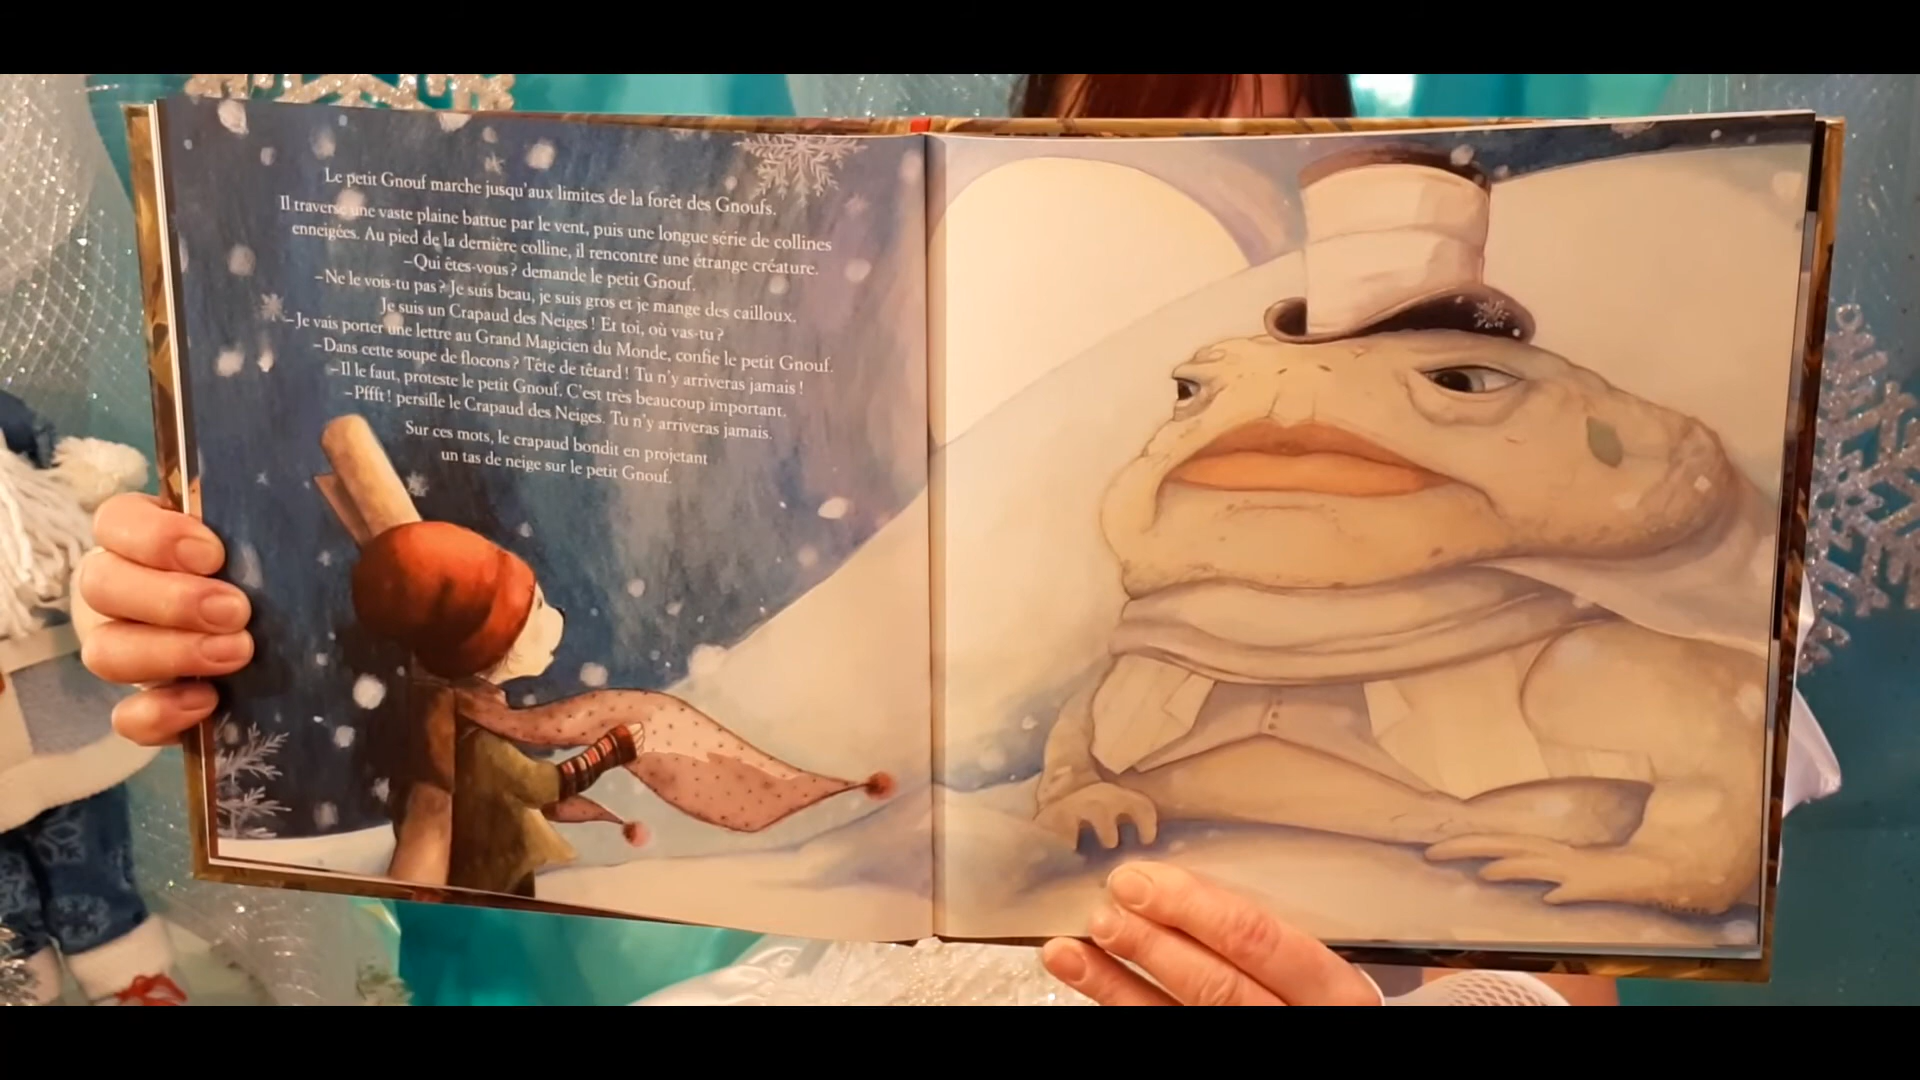 Le petit Gnouf marche jusqu'aux limites de la forêt des Gnoufs.
Il traverse une vaste plaine battue par le vent, puis une longue série de collines
enneigées. Au pied de la dernière colline, il rencontre une étrange créature.
–Qui êtes-vous ? demande le petit Gnouf.
–Ne le vois-tu pas ? Je suis beau, je suis gros et je mange des cailloux.
Je suis un Crapaud des Neiges ! Et toi, où vas-tu ?
–Je vais porter une lettre au Grand Magicien du Monde, confie le petit Gnouf.
–Dans cette soupe de flocons ? Tête de têtard ! Tu n'y arriveras jamais !
–Il le faut, proteste le petit Gnouf. C'est très beaucoup important.
–Pffft ! persifle le Crapaud des Neiges. Tu n'y arriveras jamais.
Sur ces mots, le crapaud bondit en projetant
un tas de neige sur le petit Gnouf.